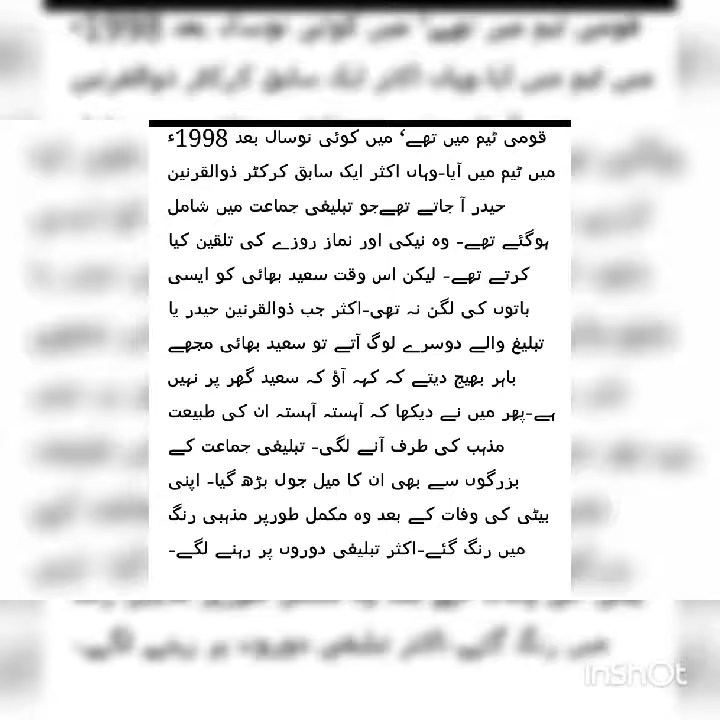 قومی ٹیم میں تھے، میں کوئی نوسال بعد 1998ء
میں ٹیم میں آیا-وہاں اکثر ایک سابق کرکٹر ذوالقرنین
حیدر آ جاتے تھےجو تبلیغی جماعت میں شامل
ہوگئے تھے- وہ نیکی اور نماز روزے کی تلقین کیا
کرتے تھے- لیکن اس وقت سعید بھائی کو ایسی
باتوں کی لگن نہ تھی-اکثر جب ذوالقرنین حیدر یا
تبلیغ والے دوسرے لوگ آتے تو سعید بھائی مجھے
باہر بھیج دیتے کہ کہہ آؤ کہ سعید گھر پر نہیں
ہے-پھر میں نے دیکھا کہ آہستہ آہستہ ان کی طبیعت
مذہب کی طرف آنے لگی- تبلیغی جماعت کے
بزرگوں سے بھی ان کا میل جول بڑھ گیا- اپنی
بیٹی کی وفات کے بعد وہ مکمل طورپر مذہبی رنگ
میں رنگ گئے-اکثر تبلیغی دوروں پر رہنے لگے-
InShOt